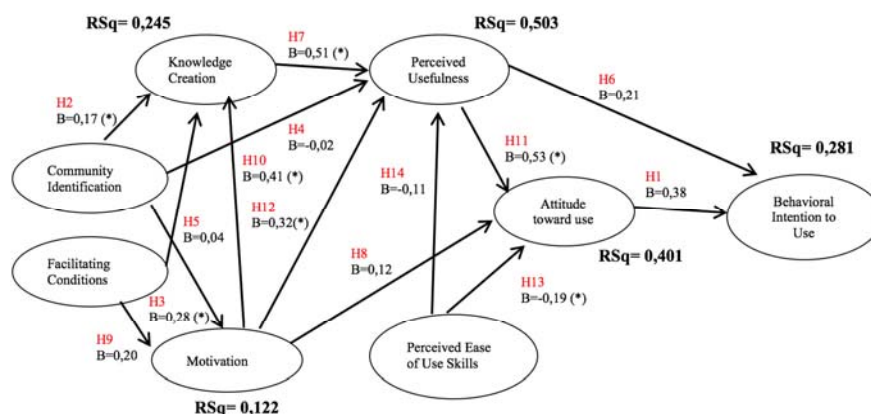 RSq= 0,245
RSq= 0,503
H7
B=0,51 (*)
Knowledge
Creation
Perceived
Usefulness
H6
B=0,21
H2
B=0,17 (*)
H4
B=-0,02
RSq= 0,281
H10
B=0,41 (*)
H11
B=0,53 (*)
H14
B=-0,11
H1
B=0,38
Community
Identification
H12
B=0,32(*)
Attitude
toward use
Behavioral
Intention to
Use
H5
B=0,04
H8
B=0,12
RSq= 0,401
Facilitating
Conditions
H3
B=0,28 (*)
H13
B=-0,19 (*)
H9
B=0,20
Motivation
Perceived Ease
of Use Skills
RSq= 0,122